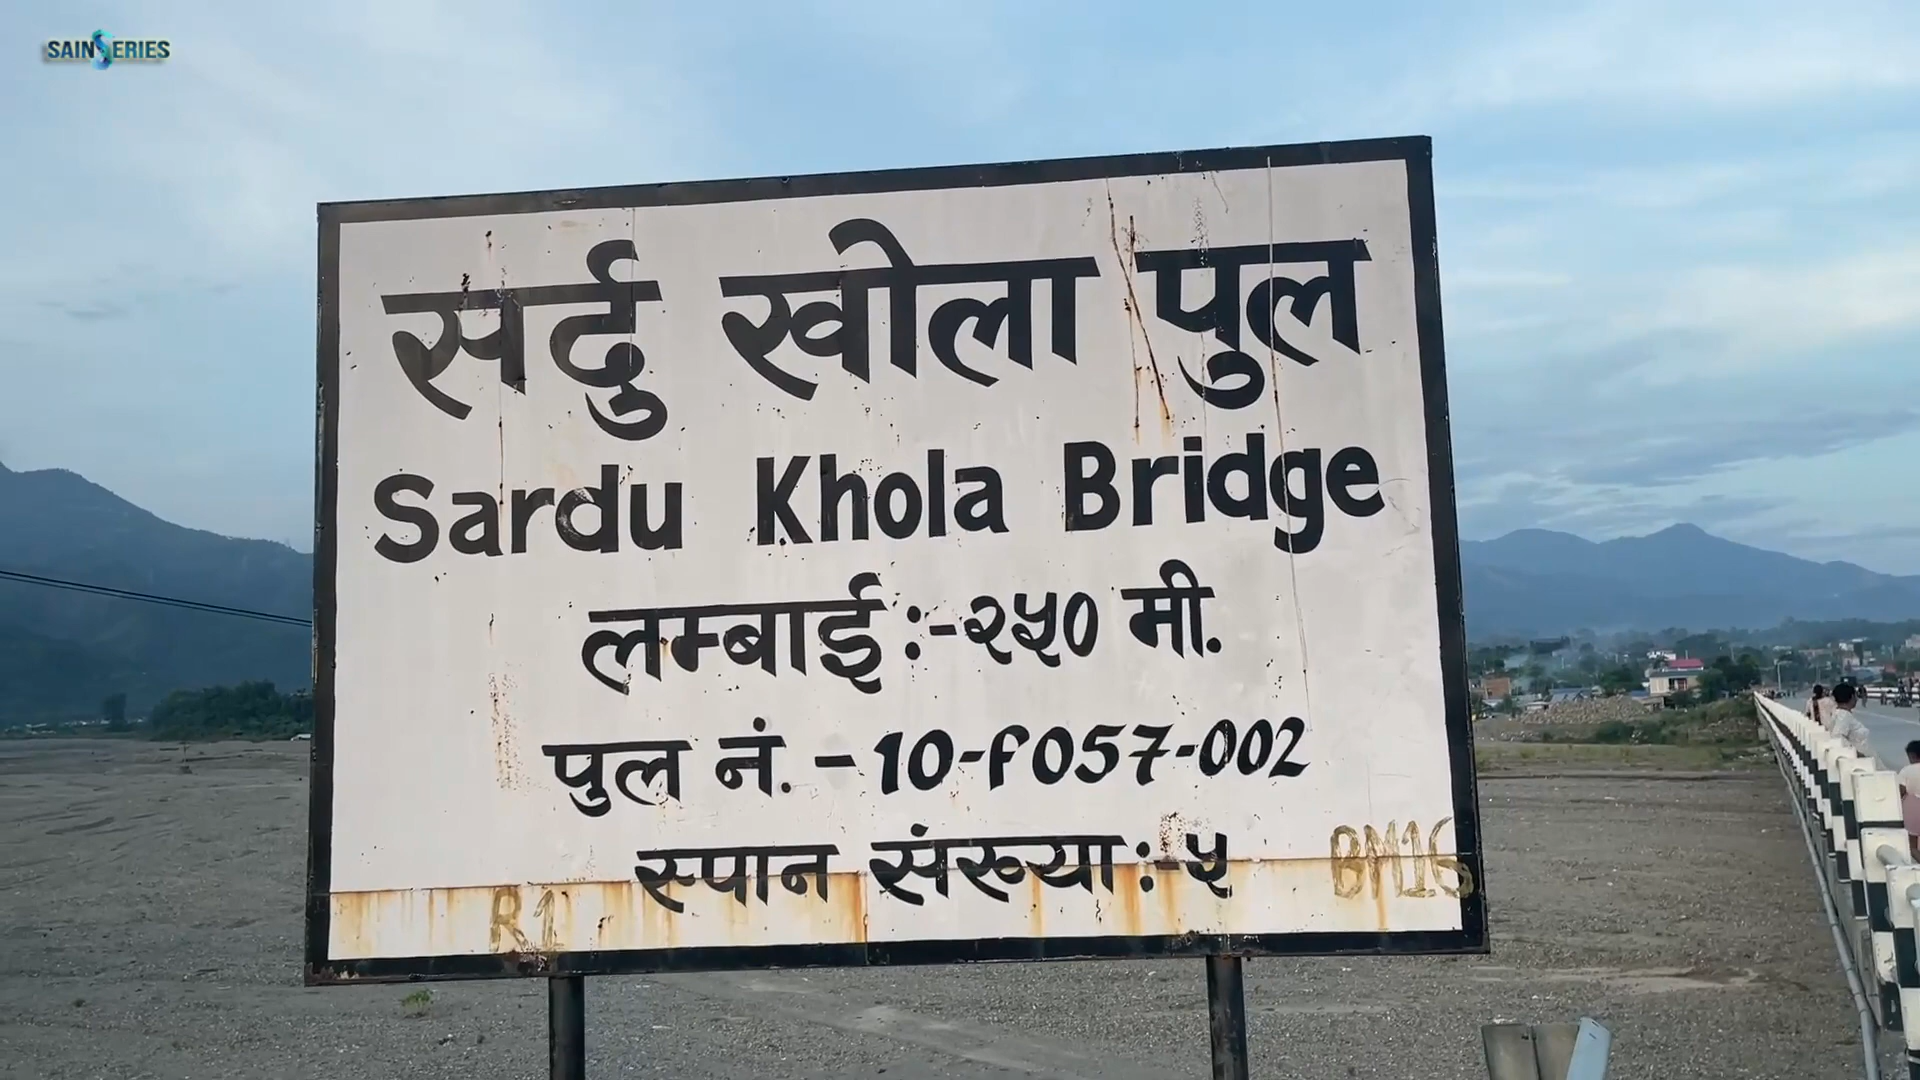 SAINSERIES
सर्दु खोला पुल
Sardu Khola Bridge
लम्बाई :- २५० मी.
पुल नं. - 10-F057-002
स्पान संख्या :- ५
R1
BM16